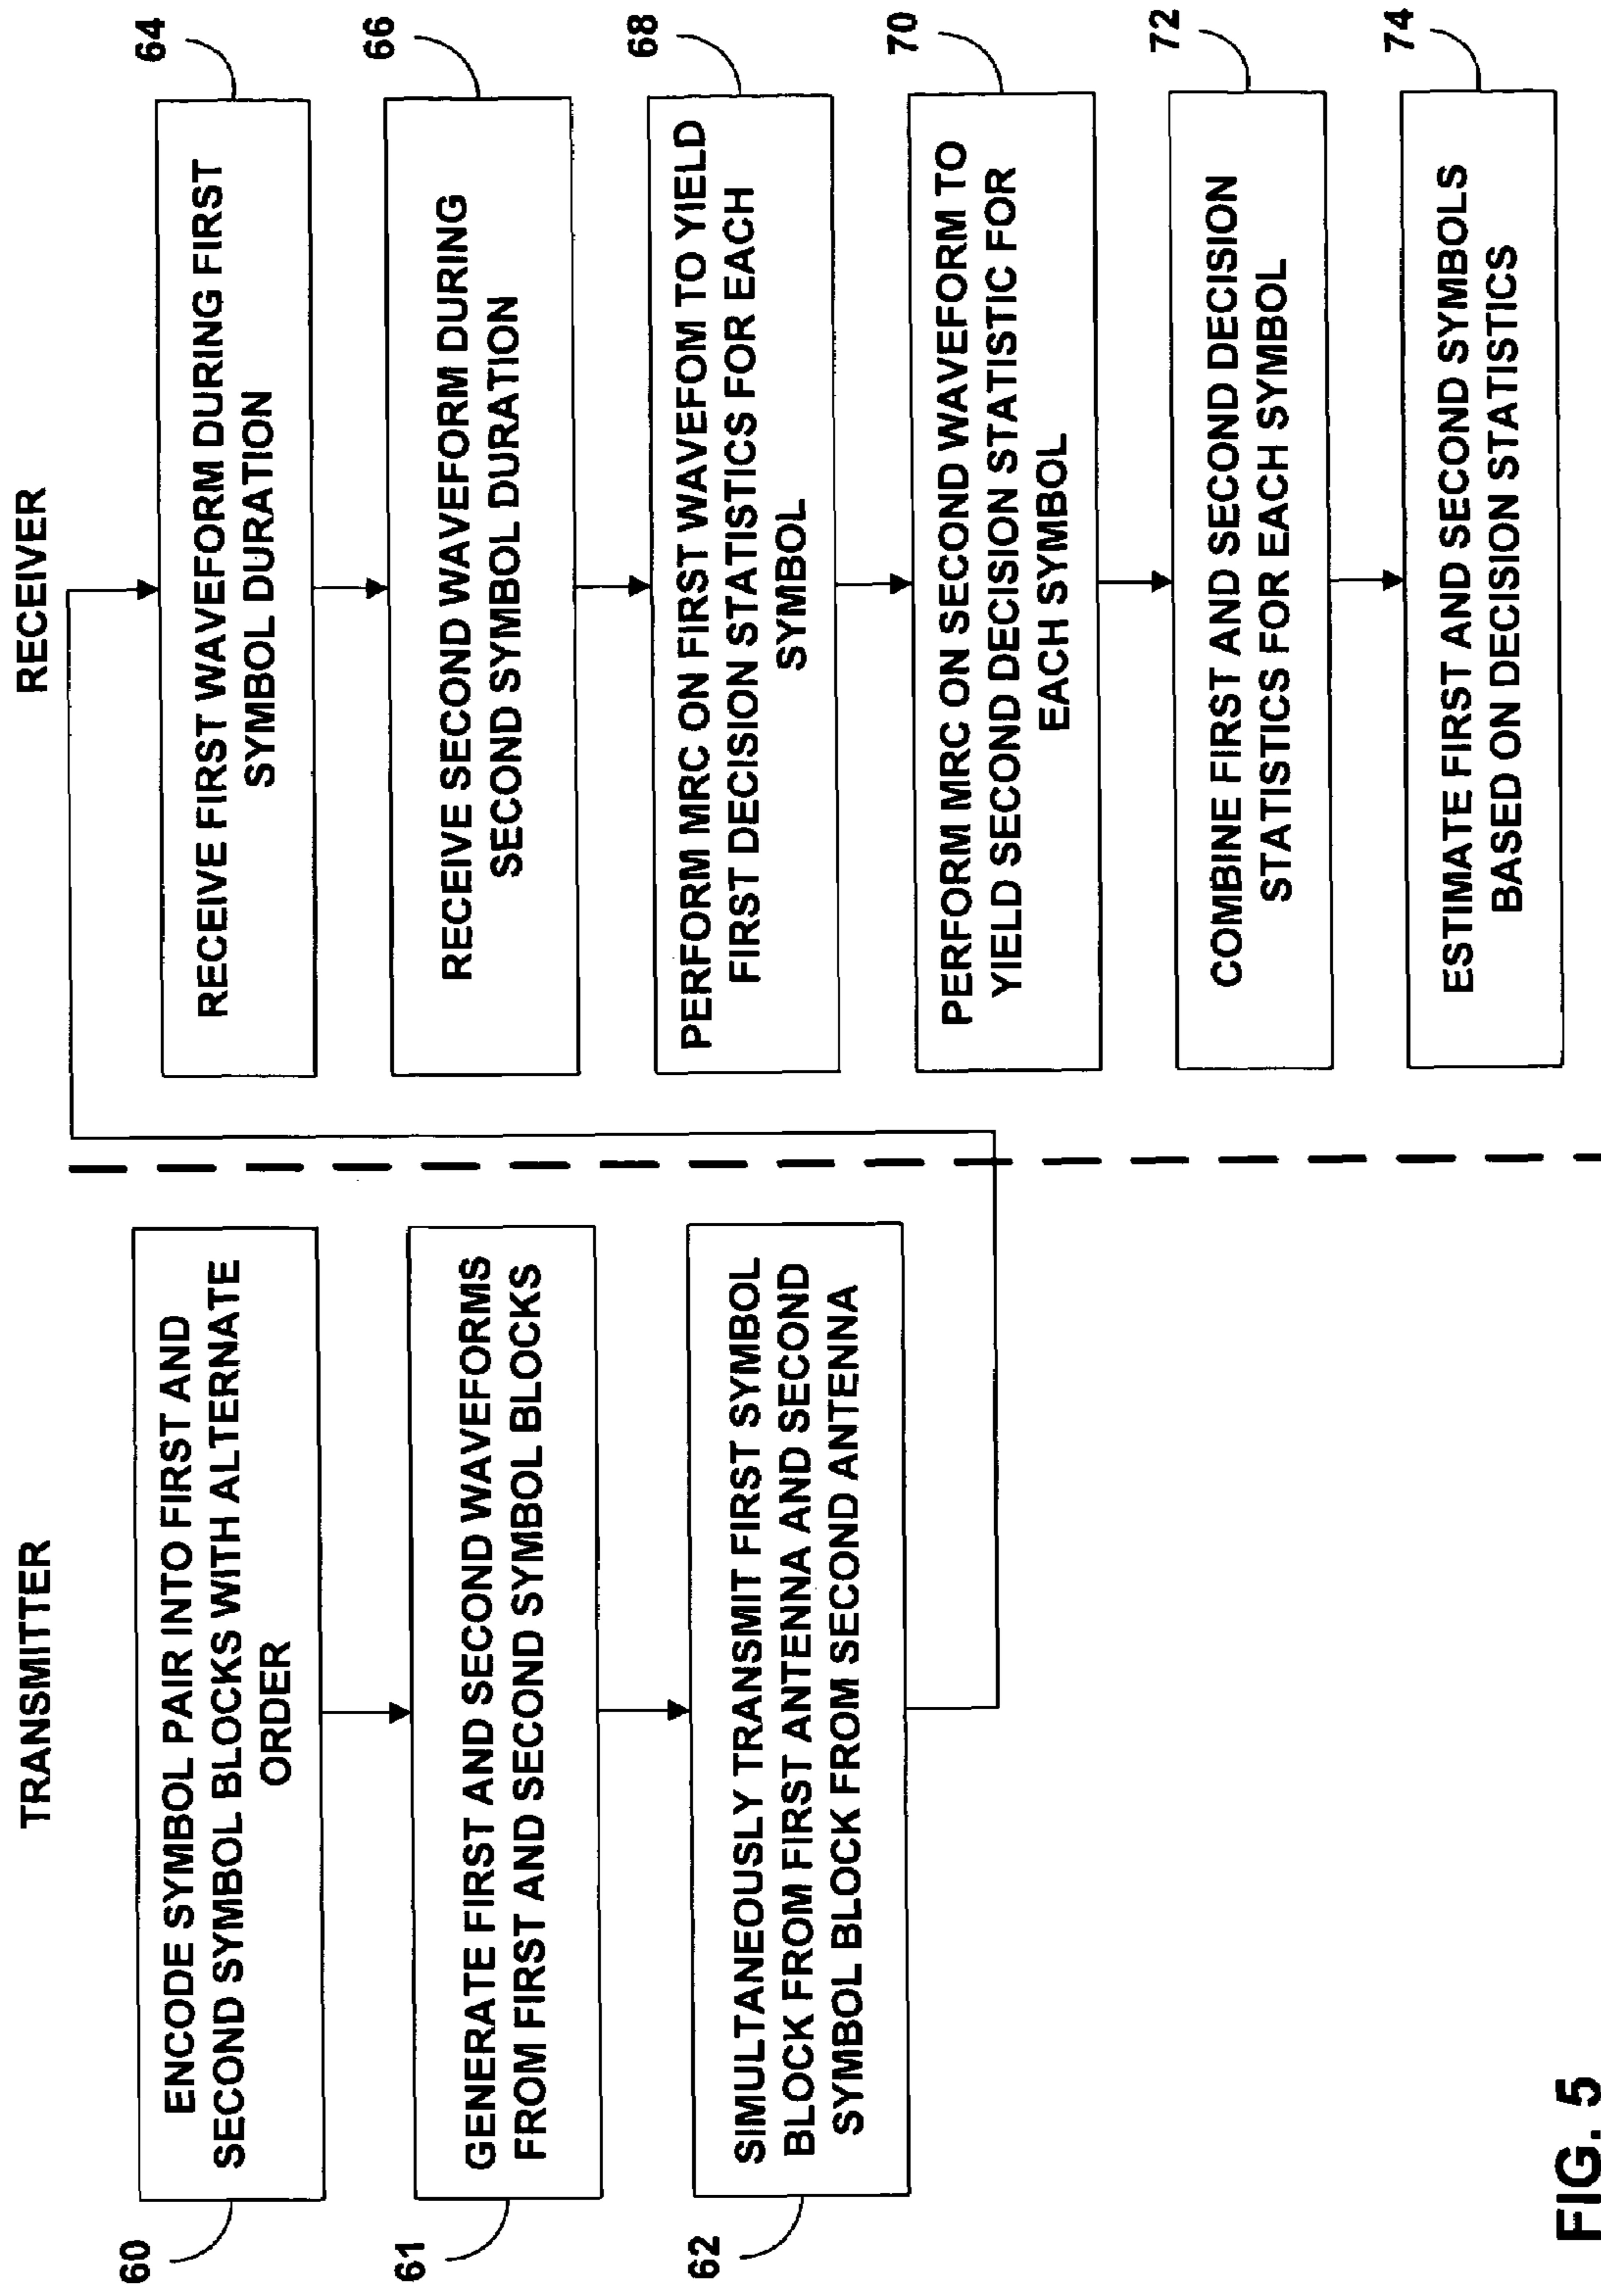 TRANSMITTER
60
ENCODE SYMBOL PAIR INTO FIRST AND
SECOND SYMBOL BLOCKS WITH ALTERNATE
ORDER
61
GENERATE FIRST AND SECOND WAVEFORMS
FROM FIRST AND SECOND SYMBOL BLOCKS
62
SIMULTANEOUSLY TRANSMIT FIRST SYMBOL
BLOCK FROM FIRST ANTENNA AND SECOND
SYMBOL BLOCK FROM SECOND ANTENNA
RECEIVER
64
RECEIVE FIRST WAVEFORM DURING FIRST
SYMBOL DURATION
66
RECEIVE SECOND WAVEFORM DURING
SECOND SYMBOL DURATION
68
PERFORM MRC ON FIRST WAVEFOM TO YIELD
FIRST DECISION STATISTICS FOR EACH
SYMBOL
70
PERFORM MRC ON SECOND WAVEFORM TO
YIELD SECOND DECISION STATISTIC FOR
EACH SYMBOL
72
COMBINE FIRST AND SECOND DECISION
STATISTICS FOR EACH SYMBOL
74
ESTIMATE FIRST AND SECOND SYMBOLS
BASED ON DECISION STATISTICS
FIG. 5